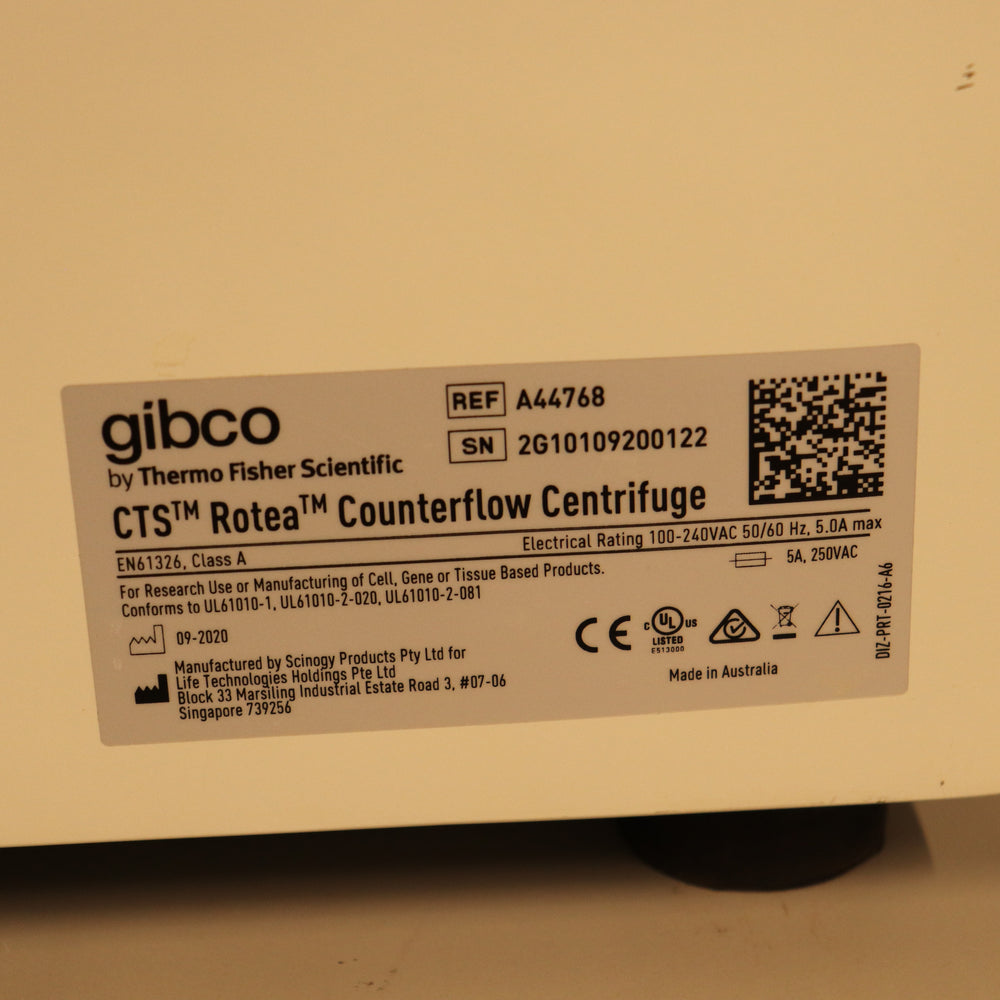 gibco
by Thermo Fisher Scientific
REF A44768
SN 2G10109200122
CTS™ Rotea™ Counterflow Centrifuge
EN61326, Class A
Electrical Rating 100-240VAC 50/60 Hz, 5.0A max
5A, 250VAC
For Research Use or Manufacturing of Cell, Gene or Tissue Based Products.
Conforms to UL61010-1, UL61010-2-020, UL61010-2-081
09-2020
Manufactured by Scinogy Products Pty Ltd for
Life Technologies Holdings Pte Ltd
Block 33 Marsiling Industrial Estate Road 3, #07-06
Singapore 739256
CE
c UL us
LISTED
E513000
Made in Australia
DIZ-PRT-0216-A6